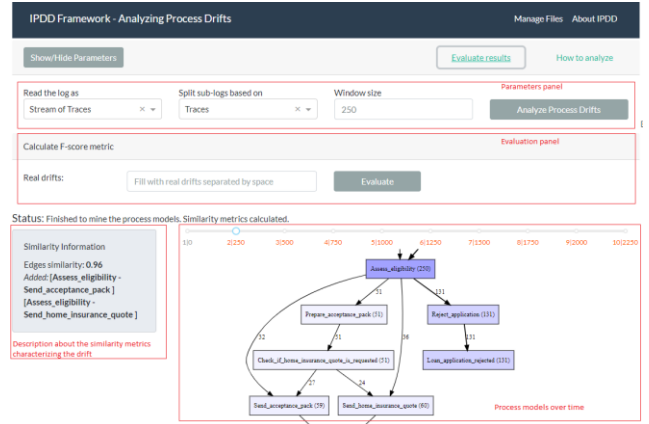 IPDD Framework - Analyzing Process Drifts
Manage Files About IPDD
Show/Hide Parameters
Evaluate results
How to analyze
Parameters panel
Read the log as
Split sub-logs based on
Window size
Stream of Traces
Traces
250
Analyze Process Drifts
Calculate F-score metric
Evaluation panel
Real drifts:
Fill with real drifts separated by space
Evaluate
Status: Finished to mine the process models. Similarity metrics calculated.
1|0 2|250 3|500 4|750 5|1000 6|1250 7|1500 8|1750 9|2000 10|2250
Similarity Information
Edges similarity: 0.96
Added: [Assess_eligibility -
Send_acceptance_pack ]
[Assess_eligibility -
Send_home_insurance_quote ]
Description about the similarity metrics
characterizing the drift
Assess_eligibility (250)
51
131
Prepare_acceptance_pack (51)
Reject_application (131)
32
51
36
131
Check_if_home_insurance_quote_is_requested (51)
Loan_application_rejected (131)
27
24
Send_acceptance_pack (59)
Send_home_insurance_quote (60)
Process models over time